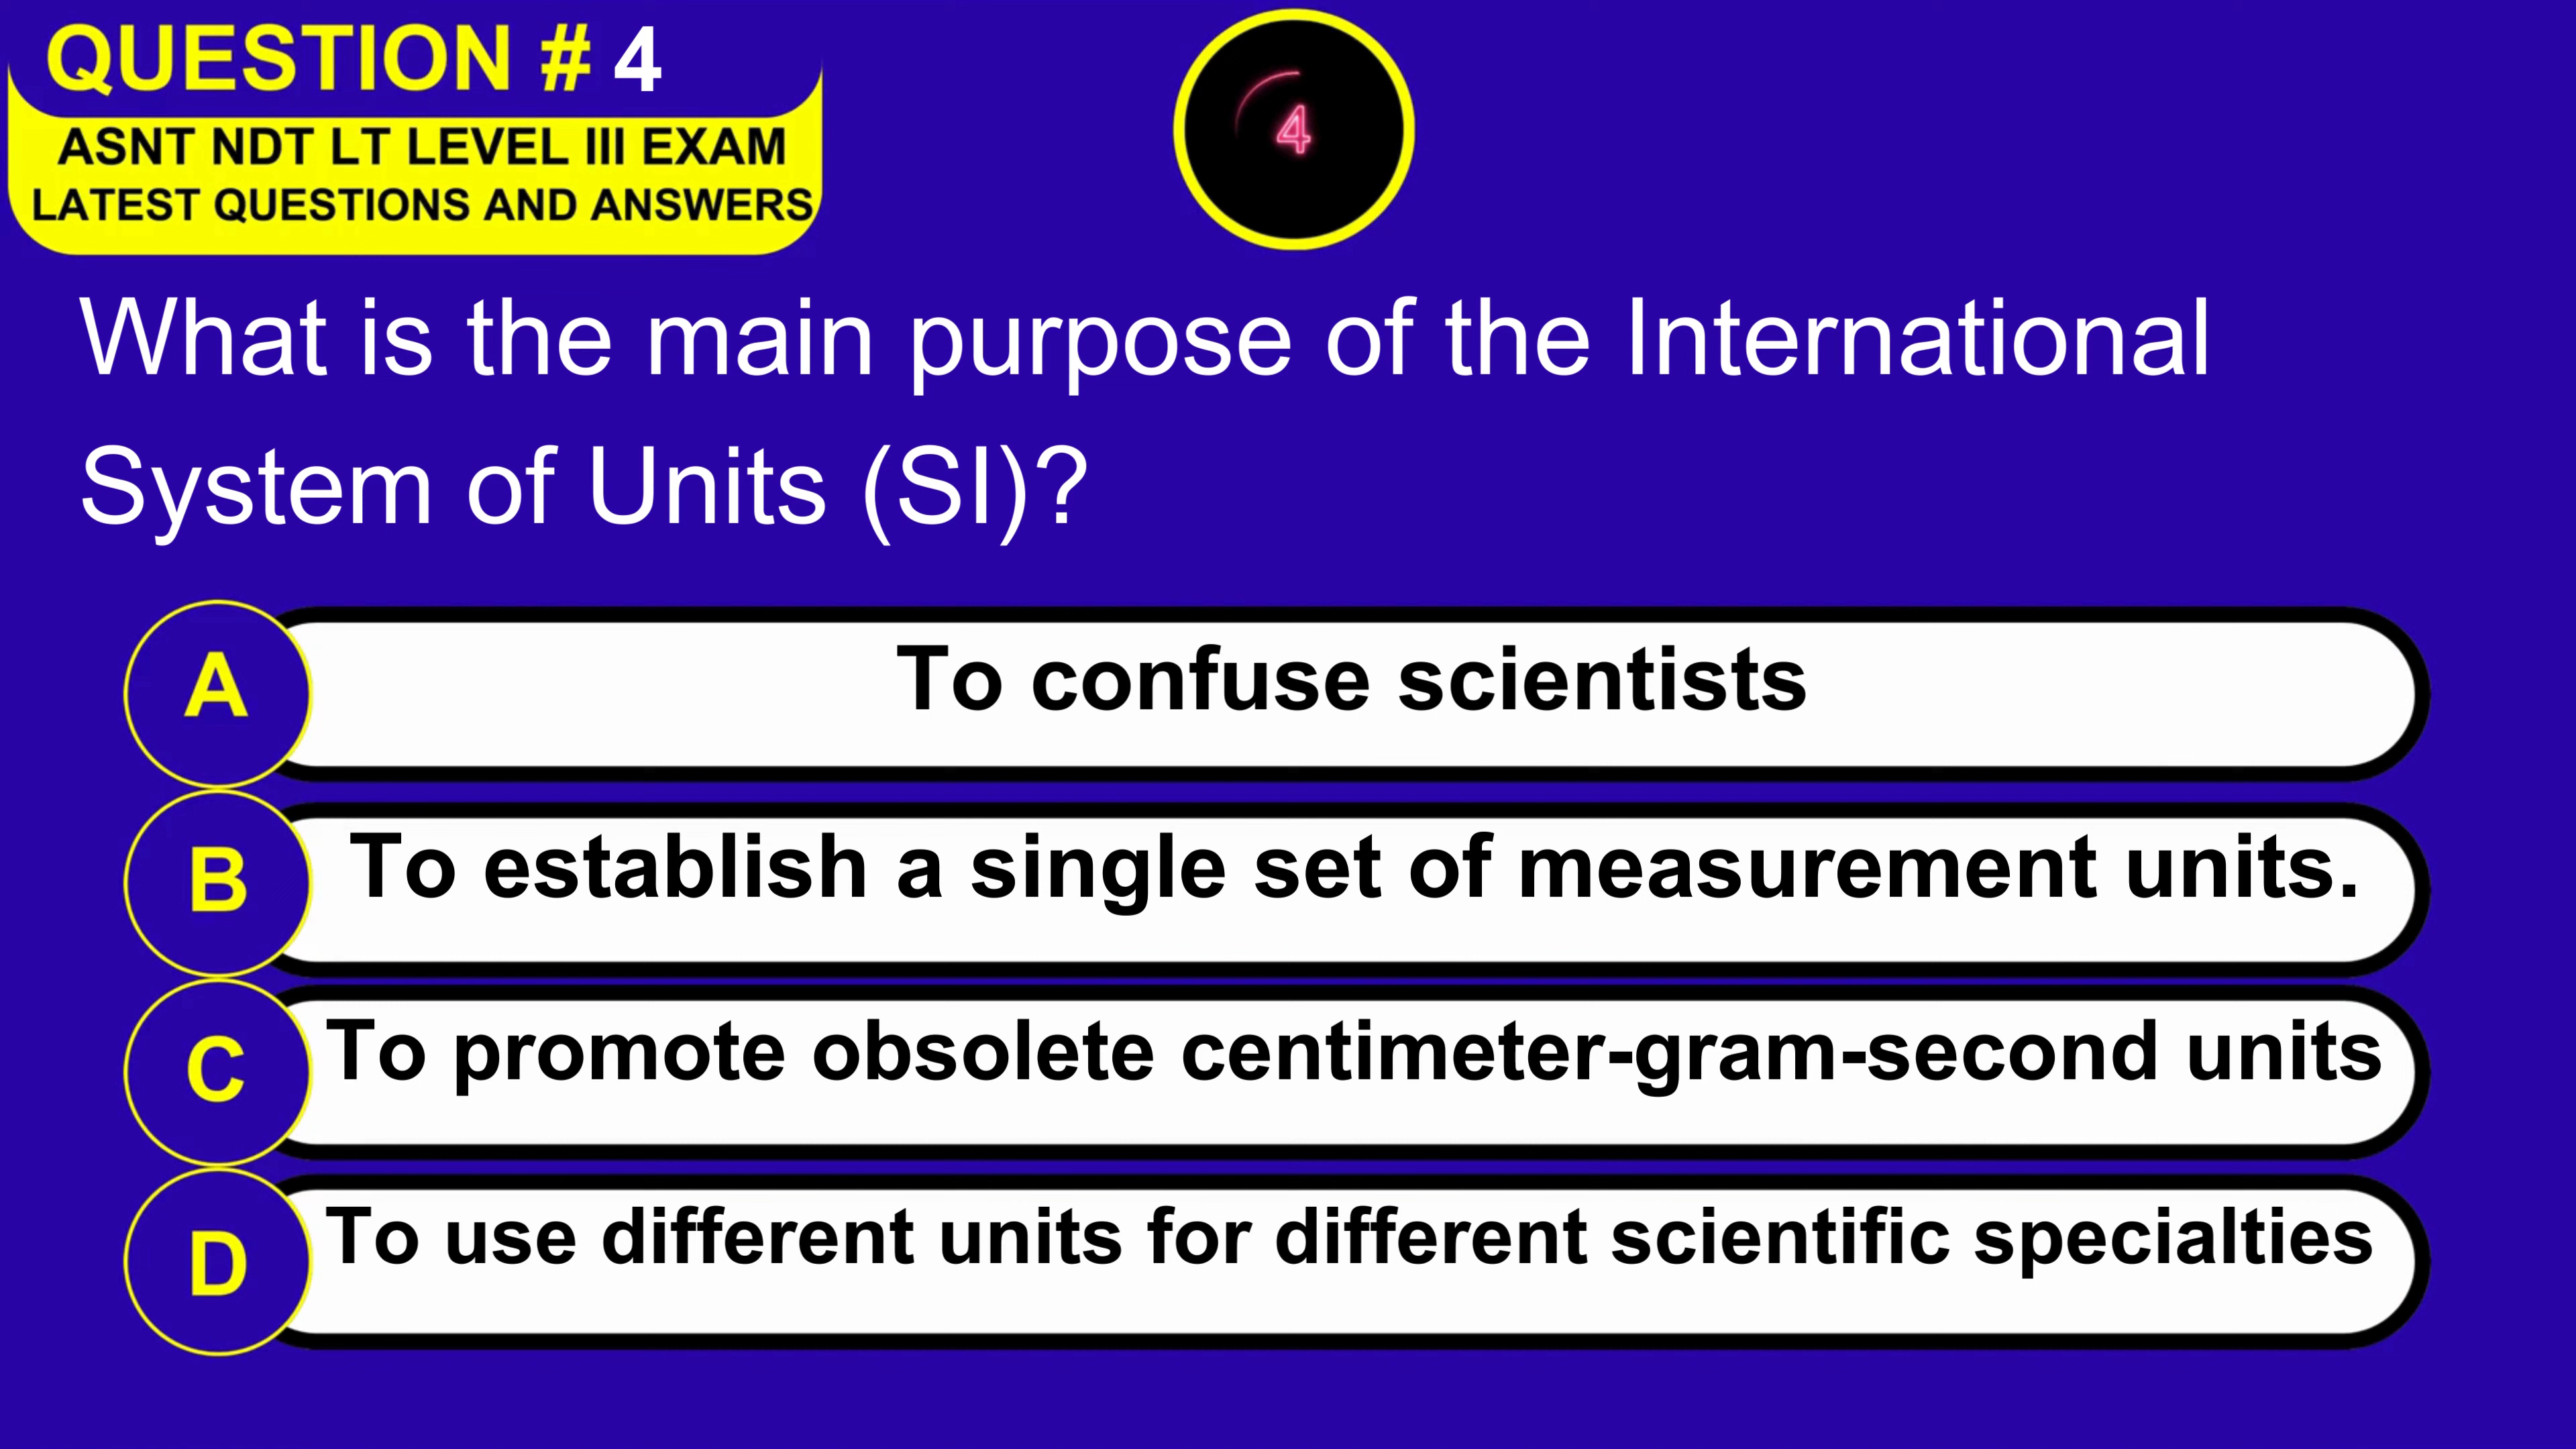 QUESTION # 4
ASNT NDT LT LEVEL III EXAM
LATEST QUESTIONS AND ANSWERS
4
What is the main purpose of the International
System of Units (SI)?
A To confuse scientists
B To establish a single set of measurement units.
C To promote obsolete centimeter-gram-second units
D To use different units for different scientific specialties